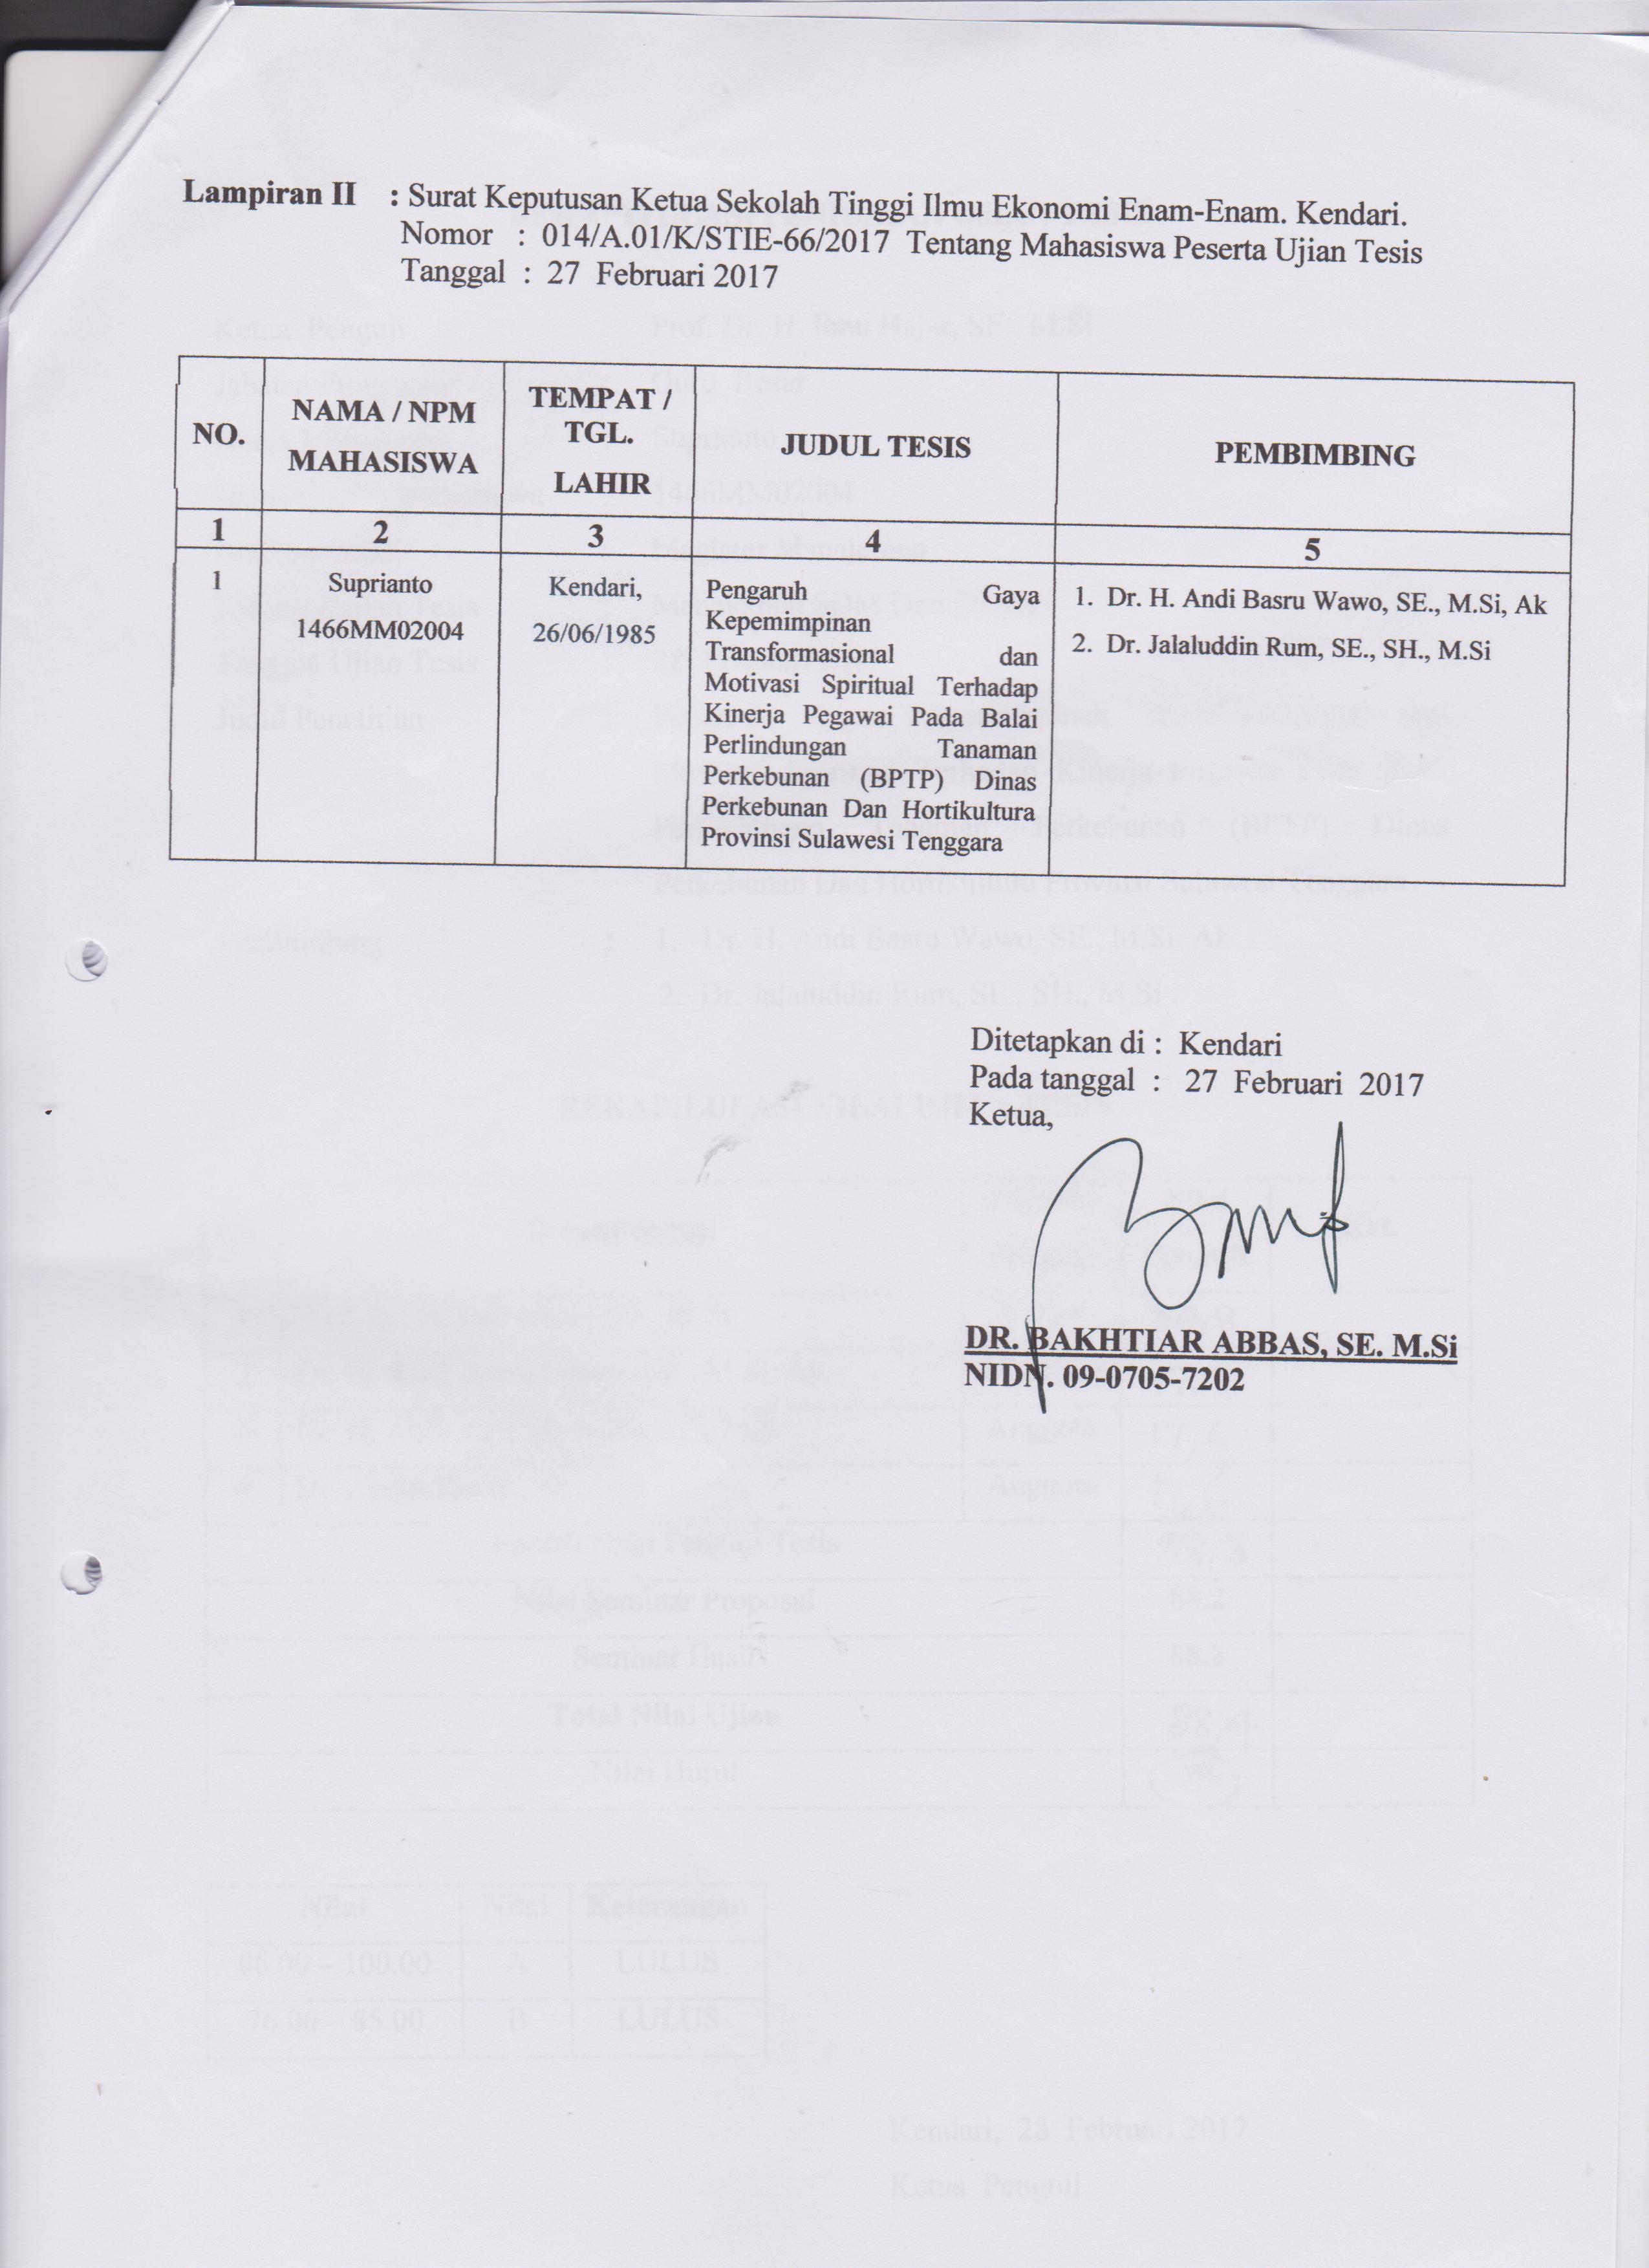 Lampiran II : Surat Keputusan Ketua Sekolah Tinggi Ilmu Ekonomi Enam-Enam. Kendari.
Nomor : 014/A.01/K/STIE-66/2017 Tentang Mahasiswa Peserta Ujian Tesis
Tanggal : 27 Februari 2017
NO.
NAMA / NPM
MAHASISWA
TEMPAT /
TGL.
LAHIR
JUDUL TESIS
PEMBIMBING
1 2 3 4 5
1
Suprianto
1466MM02004
Kendari,
26/06/1985
Pengaruh Gaya
Kepemimpinan
Transformasional dan
Motivasi Spiritual Terhadap
Kinerja Pegawai Pada Balai
Perlindungan Tanaman
Perkebunan (BPTP) Dinas
Perkebunan Dan Hortikultura
Provinsi Sulawesi Tenggara
1. Dr. H. Andi Basru Wawo, SE., M.Si, Ak
2. Dr. Jalaluddin Rum, SE., SH., M.Si
Ditetapkan di : Kendari
Pada tanggal : 27 Februari 2017
Ketua,
DR. BAKHTIAR ABBAS, SE. M.Si
NIDN. 09-0705-7202